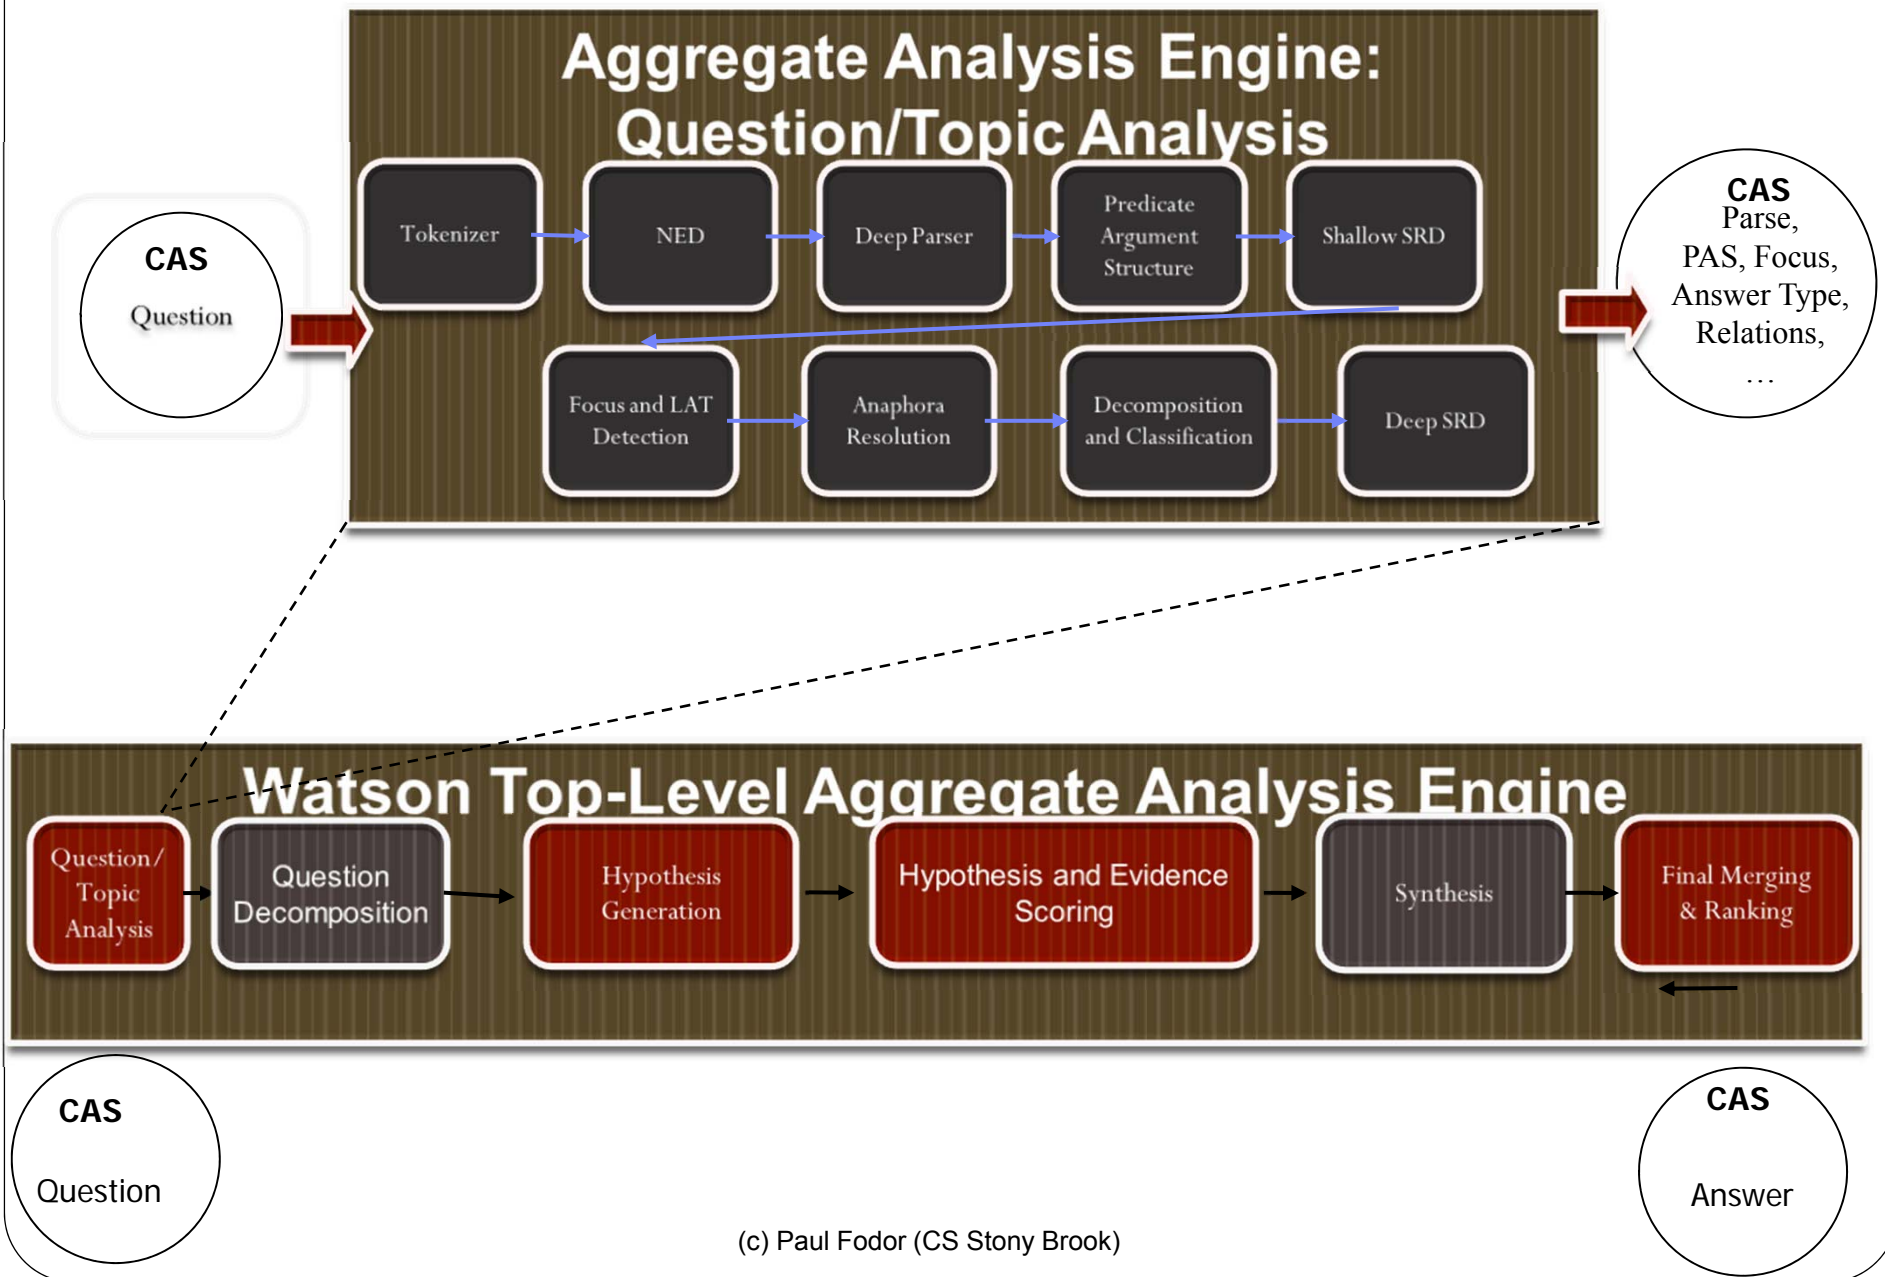 Aggregate Analysis Engine:
Question/Topic Analysis
CAS
Question
Tokenizer
NED
Deep Parser
Predicate
Argument
Structure
Shallow SRD
Focus and LAT
Detection
Anaphora
Resolution
Decomposition
and Classification
Deep SRD
CAS
Parse,
PAS, Focus,
Answer Type,
Relations,
…
Watson Top-Level Aggregate Analysis Engine
Question/
Topic
Analysis
Question
Decomposition
Hypothesis
Generation
Hypothesis and Evidence
Scoring
Synthesis
Final Merging
& Ranking
CAS
Question
CAS
Answer
(c) Paul Fodor (CS Stony Brook)